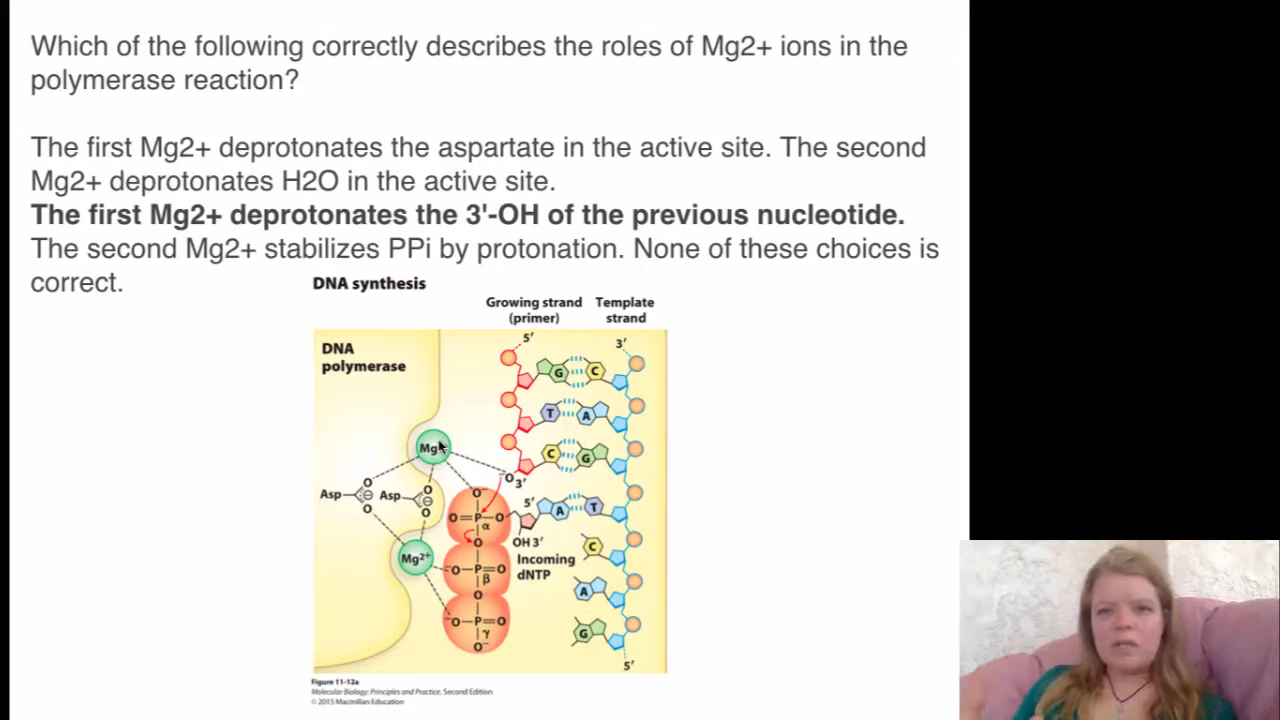 Which of the following correctly describes the roles of Mg2+ ions in the
polymerase reaction?
The first Mg2+ deprotonates the aspartate in the active site. The second
Mg2+ deprotonates H2O in the active site.
The first Mg2+ deprotonates the 3'-OH of the previous nucleotide.
The second Mg2+ stabilizes PPi by protonation. None of these choices is
correct.
DNA synthesis
Growing strand
(primer)
Template
strand
DNA
polymerase
5′
3′
G C
T A
Mg
C G
O 3′
Asp O ⊖ O
Asp O ⊖ O
O⁻
O=P—O
α
5′
A T
O
OH 3′
Incoming
dNTP
C
Mg²⁺
⁻O—P=O
β
A
O
⁻O—P=O
γ
O⁻
G
5′
Figure 11-12a
Molecular Biology: Principles and Practice, Second Edition
© 2015 Macmillan Education